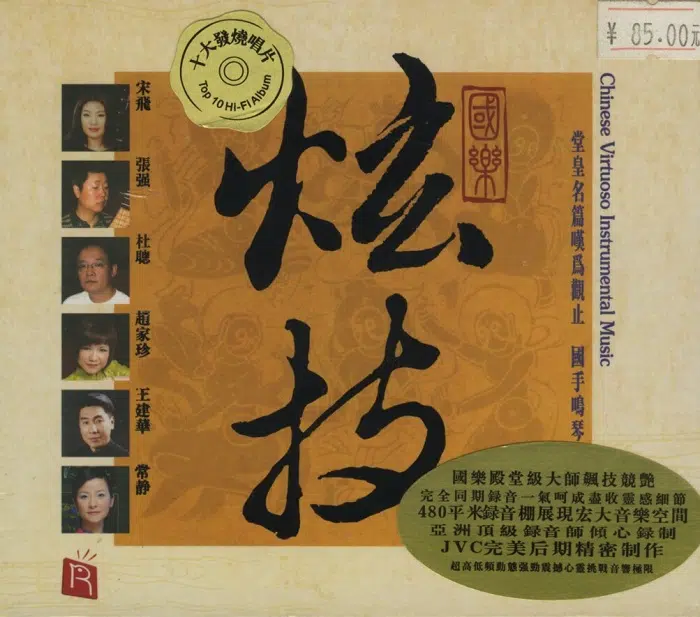 十大發燒唱片
Top 10 Hi-Fi Album
¥ 85.00元
宋飛
張强
杜聰
趙家珍
王建華
常静
炫技
國樂
Chinese Virtuoso Instrumental Music
堂皇名篇嘆爲觀止 國手鳴琴
國樂殿堂級大師飆技競艷
完全同期録音一氣呵成盡收靈感細節
480平米録音棚展現宏大音樂空間
亞洲頂級録音師傾心録制
JVC完美后期精密制作
超高低頻動態强勁震撼心靈挑戰音響極限
R